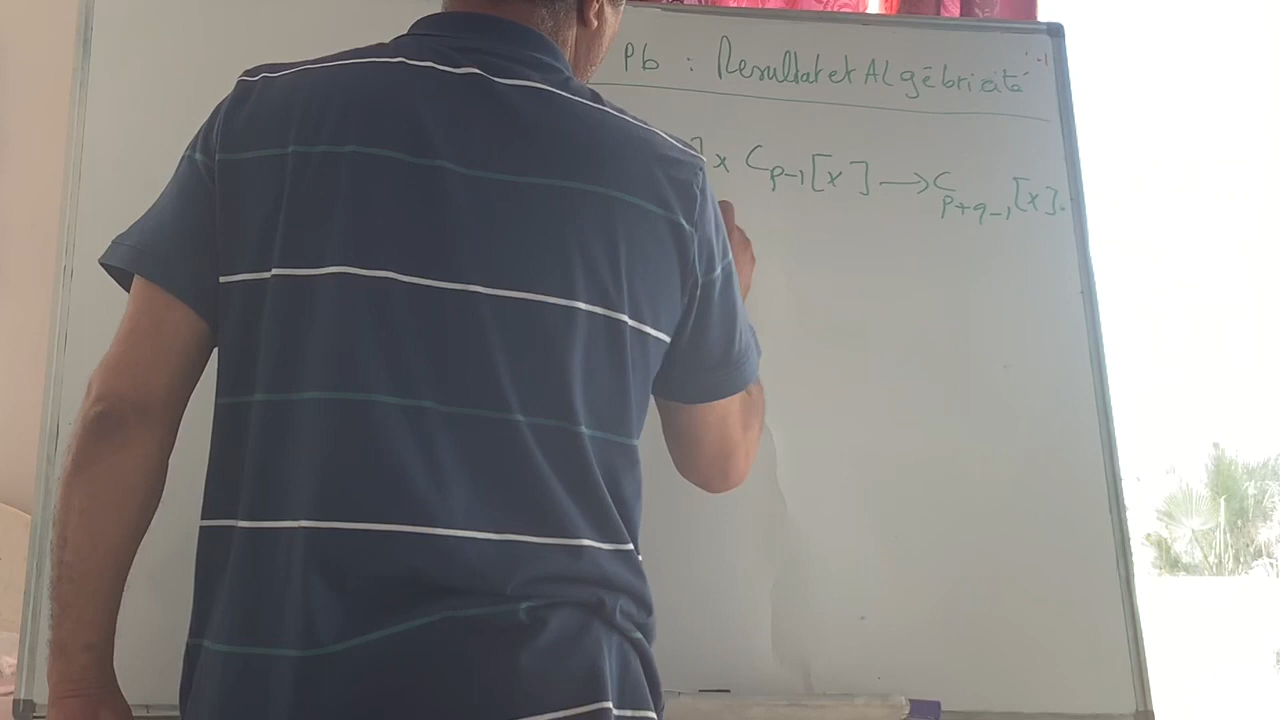 Pb : Resultat et ALgébricité
] x C_{p-1}[x] → C_{p+q-1}[x].